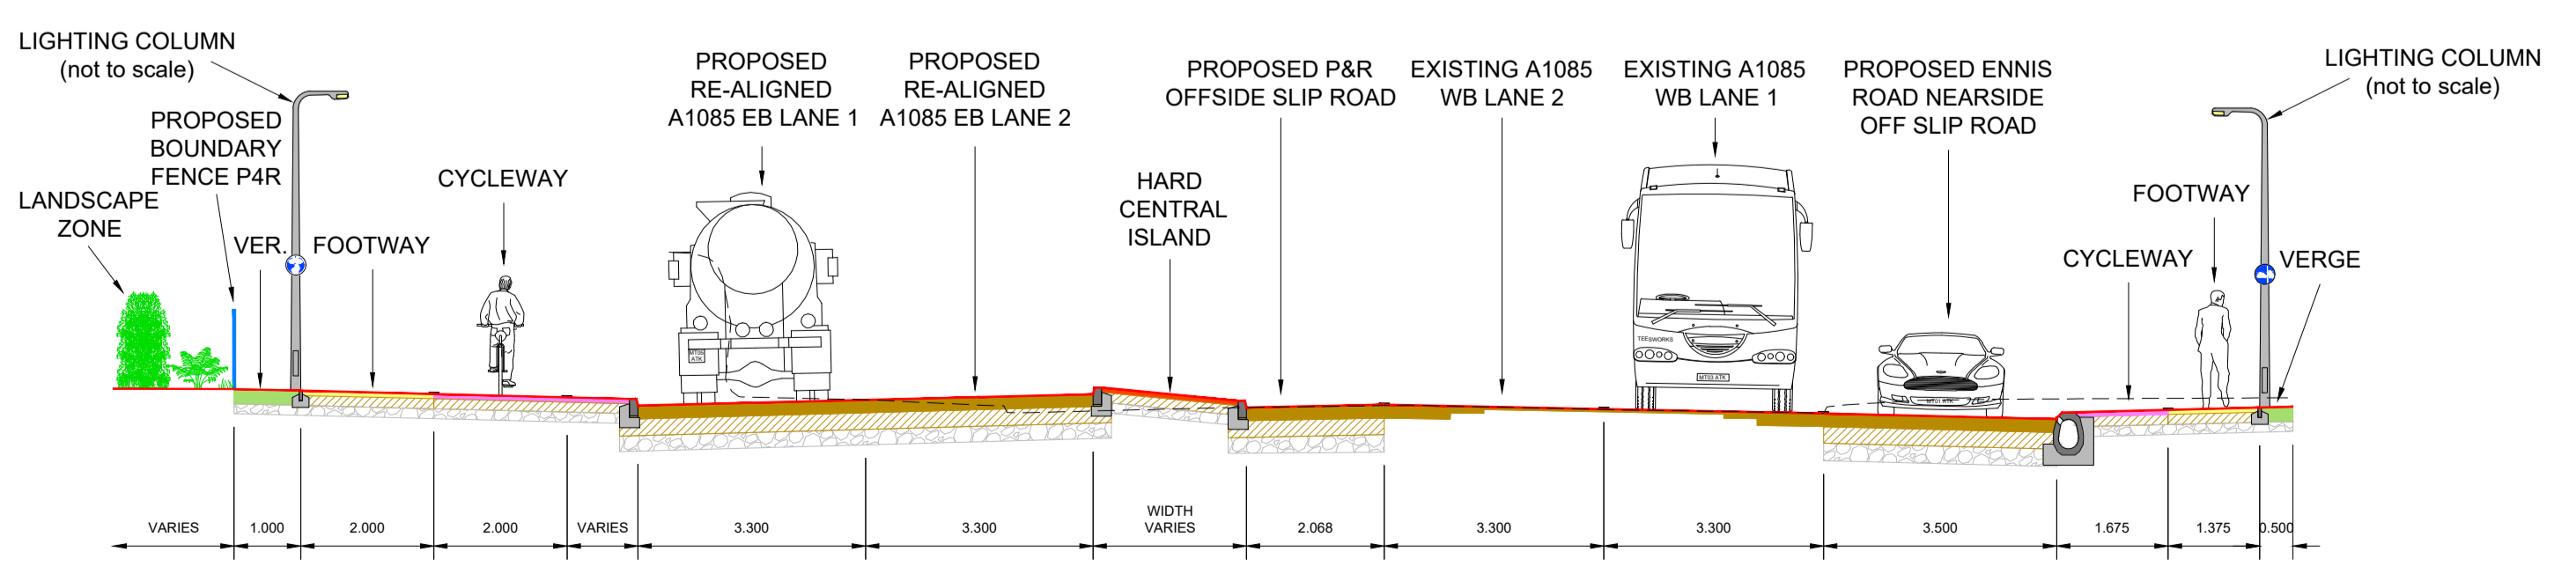 LIGHTING COLUMN
(not to scale)
PROPOSED
BOUNDARY
FENCE P4R
LANDSCAPE
ZONE
VER.
FOOTWAY
CYCLEWAY
PROPOSED
RE-ALIGNED
A1085 EB LANE 1
PROPOSED
RE-ALIGNED
A1085 EB LANE 2
HARD
CENTRAL
ISLAND
PROPOSED P&R
OFFSIDE SLIP ROAD
EXISTING A1085
WB LANE 2
EXISTING A1085
WB LANE 1
PROPOSED ENNIS
ROAD NEARSIDE
OFF SLIP ROAD
CYCLEWAY
FOOTWAY
LIGHTING COLUMN
(not to scale)
VERGE
TEESWORKS
MT03 ATK
MT01 ATK
VARIES
1.000
2.000
2.000
VARIES
3.300
3.300
WIDTH
VARIES
2.068
3.300
3.300
3.500
1.675
1.375
0.500